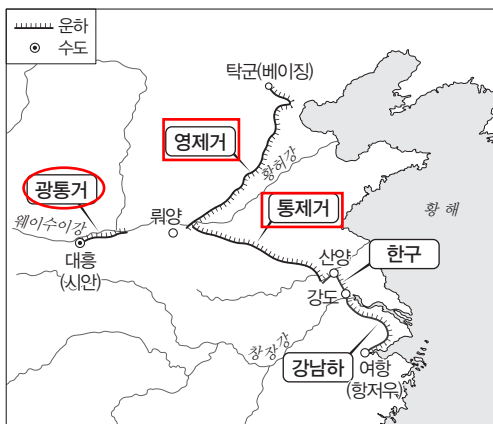 운하
수도
탁군(베이징)
영제거
황허강
광통거
통제거
웨이수이강
뤄양
황해
대흥
(시안)
산양
한구
강도
창장강
강남하
여항
(항저우)